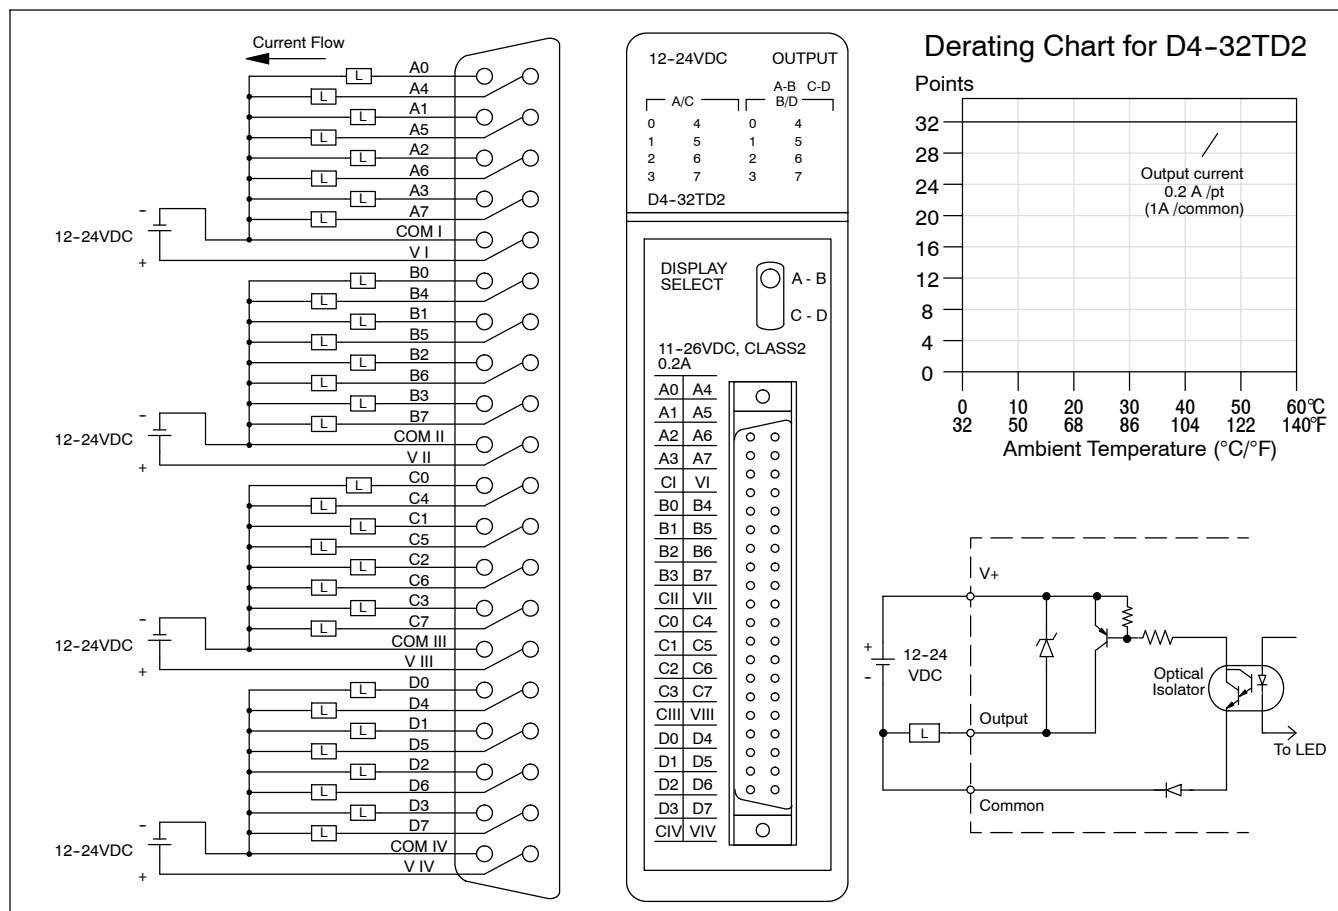 Current Flow
A0
L
A4
L
A1
L
A5
L
A2
L
A6
L
A3
L
A7
L
COM I
V I
-
12-24VDC
+
B0
L
B4
L
B1
L
B5
L
B2
L
B6
L
B3
L
B7
L
COM II
V II
-
12-24VDC
+
C0
L
C4
L
C1
L
C5
L
C2
L
C6
L
C3
L
C7
L
COM III
V III
-
12-24VDC
+
D0
L
D4
L
D1
L
D5
L
D2
L
D6
L
D3
L
D7
L
COM IV
V IV
-
12-24VDC
+
12-24VDC OUTPUT
A-B C-D
A/C B/D
0 4 0 4
1 5 1 5
2 6 2 6
3 7 3 7
D4-32TD2
DISPLAY
SELECT
A - B
C - D
11-26VDC, CLASS2
0.2A
A0 A4
A1 A5
A2 A6
A3 A7
CI VI
B0 B4
B1 B5
B2 B6
B3 B7
CII VII
C0 C4
C1 C5
C2 C6
C3 C7
CIII VIII
D0 D4
D1 D5
D2 D6
D3 D7
CIV VIV
Derating Chart for D4-32TD2
Points
32
28
24
20
16
12
8
4
0
Output current
0.2 A /pt
(1A /common)
0 10 20 30 40 50 60°C
32 50 68 86 104 122 140°F
Ambient Temperature (°C/°F)
V+
+
12-24
VDC
-
L
Output
Common
Optical
Isolator
To LED